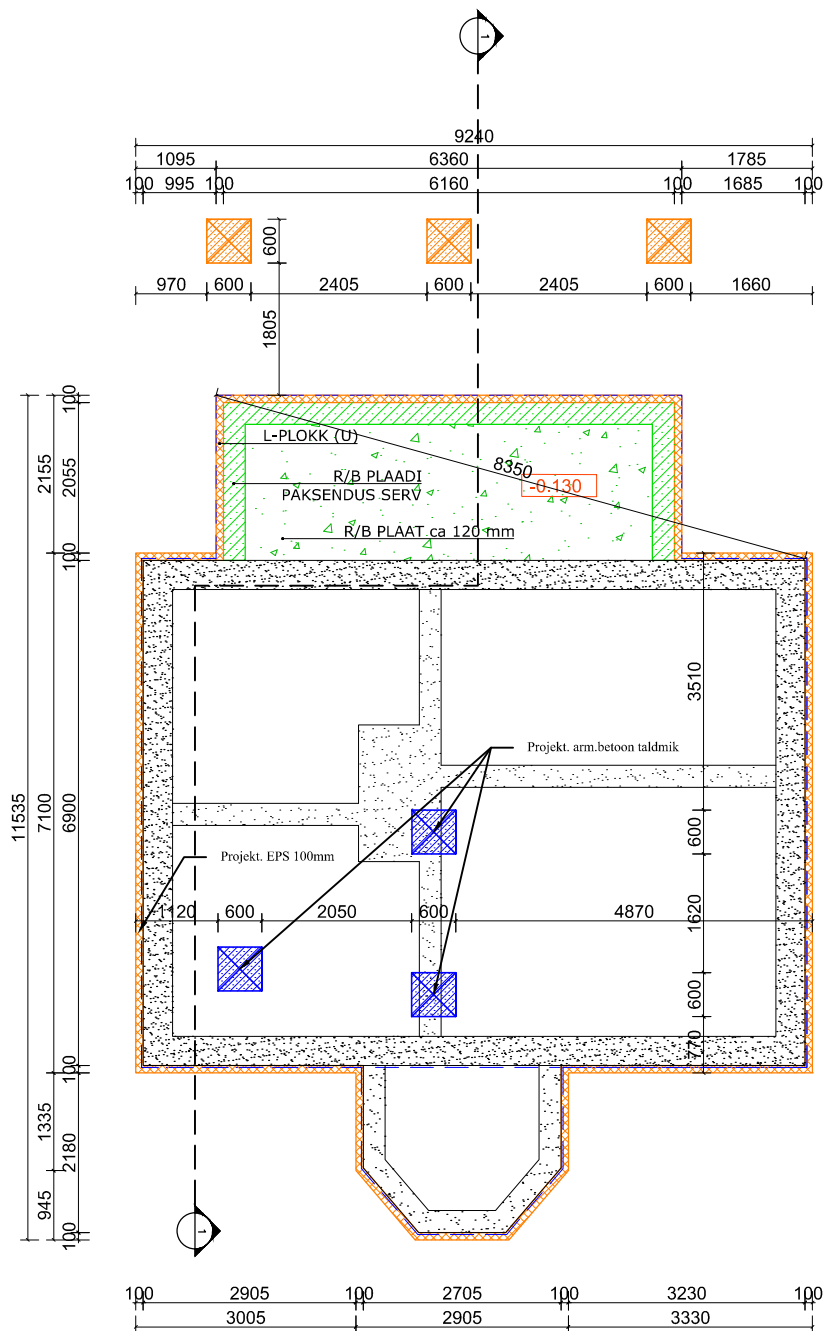 1
9240
1095 6360 1785
100 995 100 6160 100 1685 100
600
970 600 2405 600 2405 600 1660
1805
100
2155
2055
100
L-PLOKK (U)
R/B PLAADI
PAKSENDUS SERV
R/B PLAAT ca 120 mm
8350
-0.130
3510
11535
7100
6900
Projekt. arm.betoon taldmik
600
Projekt. EPS 100mm
1120 600 2050 600 4870
1620
600
770
100
1335
2180
945
100
1
100 2905 100 2705 100 3230 100
3005 2905 3330